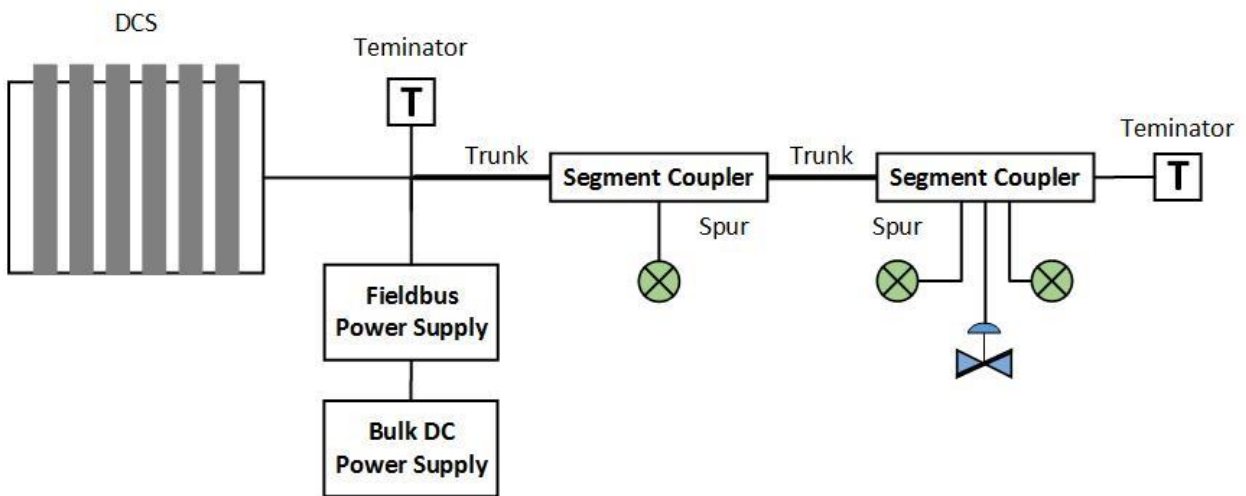 DCS
Teminator
T
Teminator
T
Trunk
Segment Coupler
Trunk
Segment Coupler
Spur
Spur
Fieldbus
Power Supply
Bulk DC
Power Supply